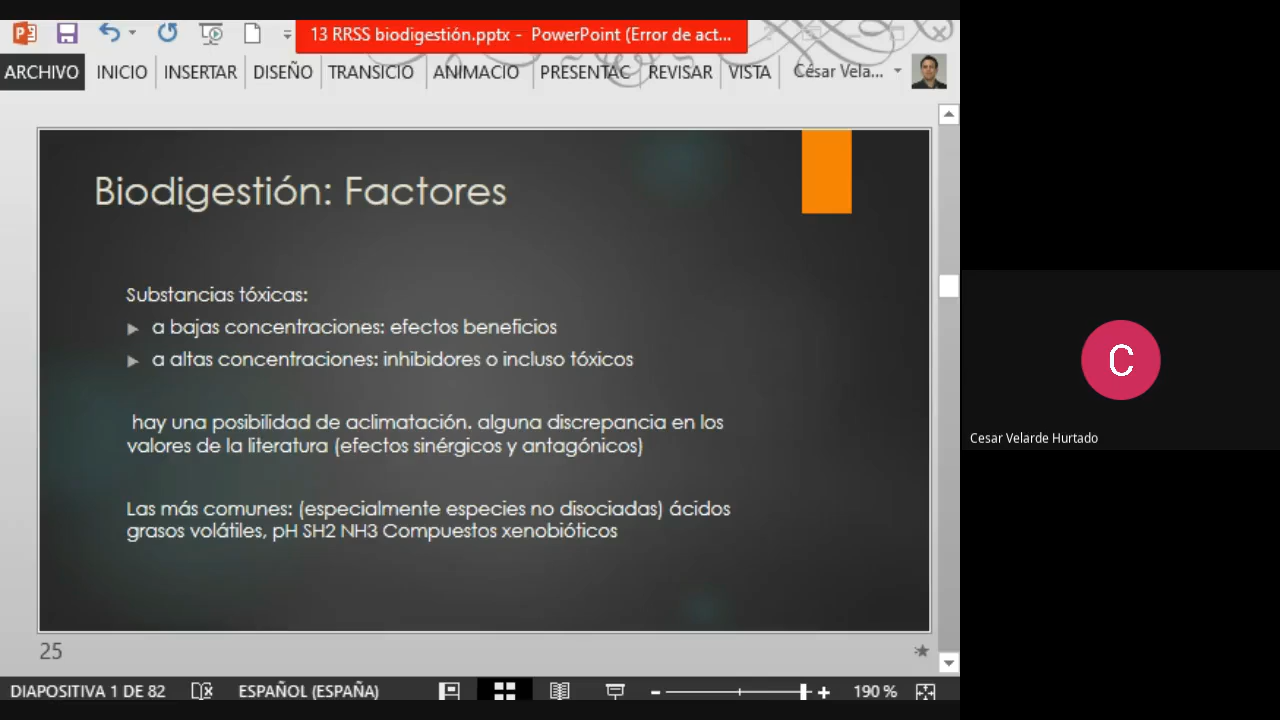 13 RRSS biodigestión.pptx - PowerPoint (Error de act...
ARCHIVO INICIO INSERTAR DISEÑO TRANSICIO ANIMACIO PRESENTAC REVISAR VISTA César Vela...
Biodigestión: Factores
Substancias tóxicas:
a bajas concentraciones: efectos beneficios
a altas concentraciones: inhibidores o incluso tóxicos
hay una posibilidad de aclimatación. alguna discrepancia en los
valores de la literatura (efectos sinérgicos y antagónicos)
Las más comunes: (especialmente especies no disociadas) ácidos
grasos volátiles, pH SH2 NH3 Compuestos xenobióticos
25
DIAPOSITIVA 1 DE 82 ESPAÑOL (ESPAÑA) 190 %
C
Cesar Velarde Hurtado